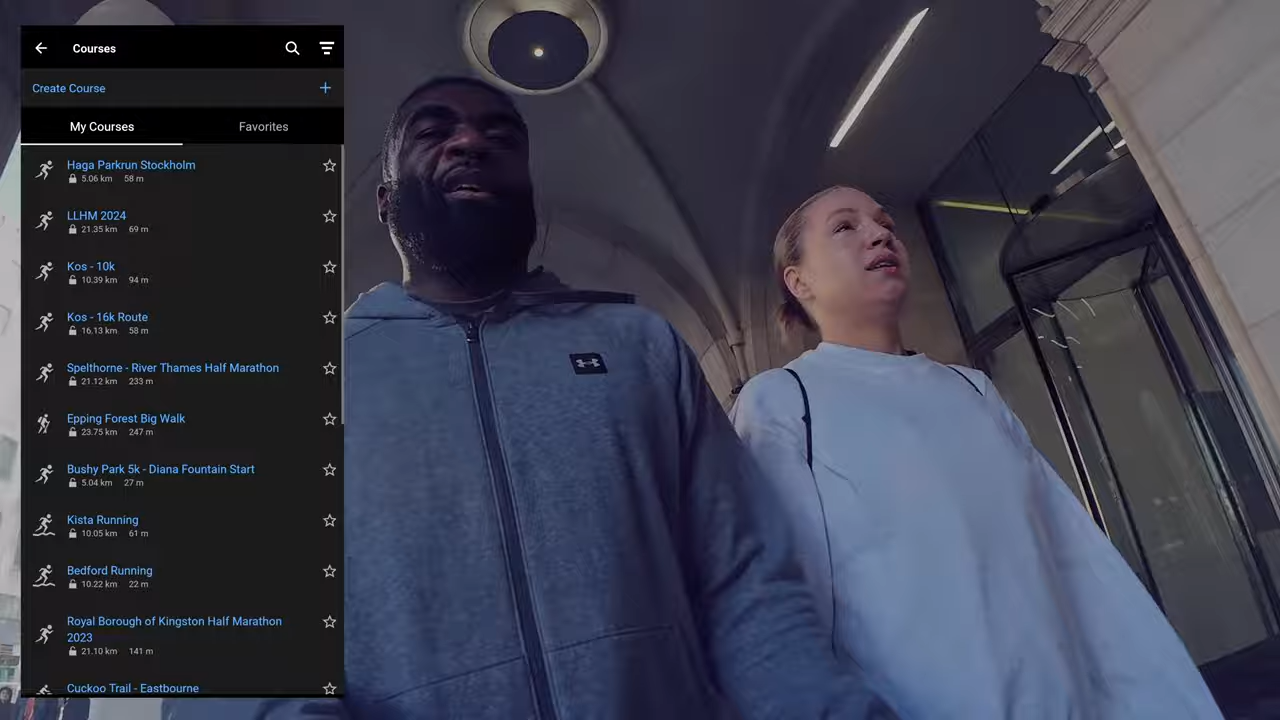 Courses
Create Course
My Courses
Favorites
Haga Parkrun Stockholm
5.06 km 58 m
LLHM 2024
21.35 km 69 m
Kos - 10k
10.39 km 94 m
Kos - 16k Route
16.13 km 58 m
Spelthorne - River Thames Half Marathon
21.12 km 233 m
Epping Forest Big Walk
23.75 km 247 m
Bushy Park 5k - Diana Fountain Start
5.04 km 27 m
Kista Running
10.05 km 61 m
Bedford Running
10.22 km 22 m
Royal Borough of Kingston Half Marathon
2023
21.10 km 141 m
Cuckoo Trail - Eastbourne